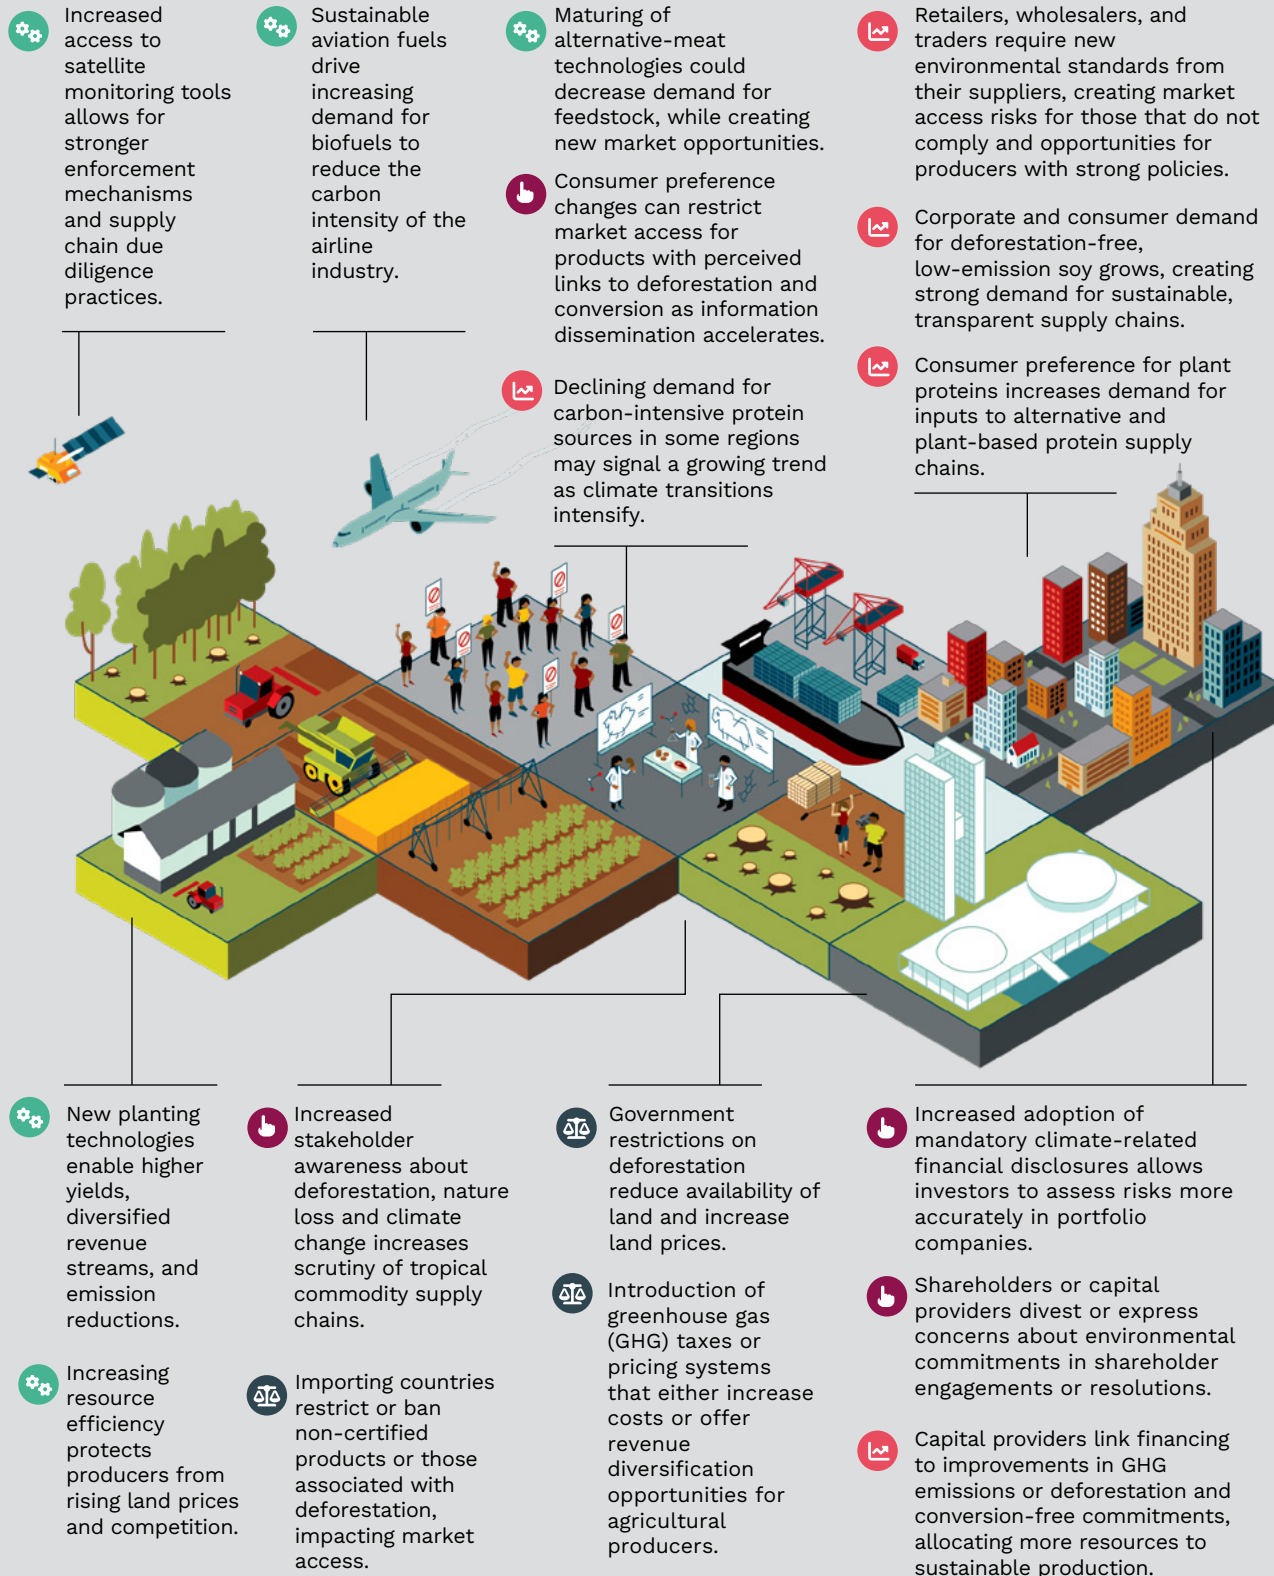 Increased
access to
satellite
monitoring tools
allows for
stronger
enforcement
mechanisms
and supply
chain due
diligence
practices.
Sustainable
aviation fuels
drive
increasing
demand for
biofuels to
reduce the
carbon
intensity of the
airline
industry.
Maturing of
alternative-meat
technologies could
decrease demand for
feedstock, while creating
new market opportunities.
Consumer preference
changes can restrict
market access for
products with perceived
links to deforestation and
conversion as information
dissemination accelerates.
Declining demand for
carbon-intensive protein
sources in some regions
may signal a growing trend
as climate transitions
intensify.
Retailers, wholesalers, and
traders require new
environmental standards from
their suppliers, creating market
access risks for those that do not
comply and opportunities for
producers with strong policies.
Corporate and consumer demand
for deforestation-free,
low-emission soy grows, creating
strong demand for sustainable,
transparent supply chains.
Consumer preference for plant
proteins increases demand for
inputs to alternative and
plant-based protein supply
chains.
New planting
technologies
enable higher
yields,
diversified
revenue
streams, and
emission
reductions.
Increasing
resource
efficiency
protects
producers from
rising land prices
and competition.
Increased
stakeholder
awareness about
deforestation, nature
loss and climate
change increases
scrutiny of tropical
commodity supply
chains.
Importing countries
restrict or ban
non-certified
products or those
associated with
deforestation,
impacting market
access.
Government
restrictions on
deforestation
reduce availability of
land and increase
land prices.
Introduction of
greenhouse gas
(GHG) taxes or
pricing systems
that either increase
costs or offer
revenue
diversification
opportunities for
agricultural
producers.
Increased adoption of
mandatory climate-related
financial disclosures allows
investors to assess risks more
accurately in portfolio
companies.
Shareholders or capital
providers divest or express
concerns about environmental
commitments in shareholder
engagements or resolutions.
Capital providers link financing
to improvements in GHG
emissions or deforestation and
conversion-free commitments,
allocating more resources to
sustainable production.